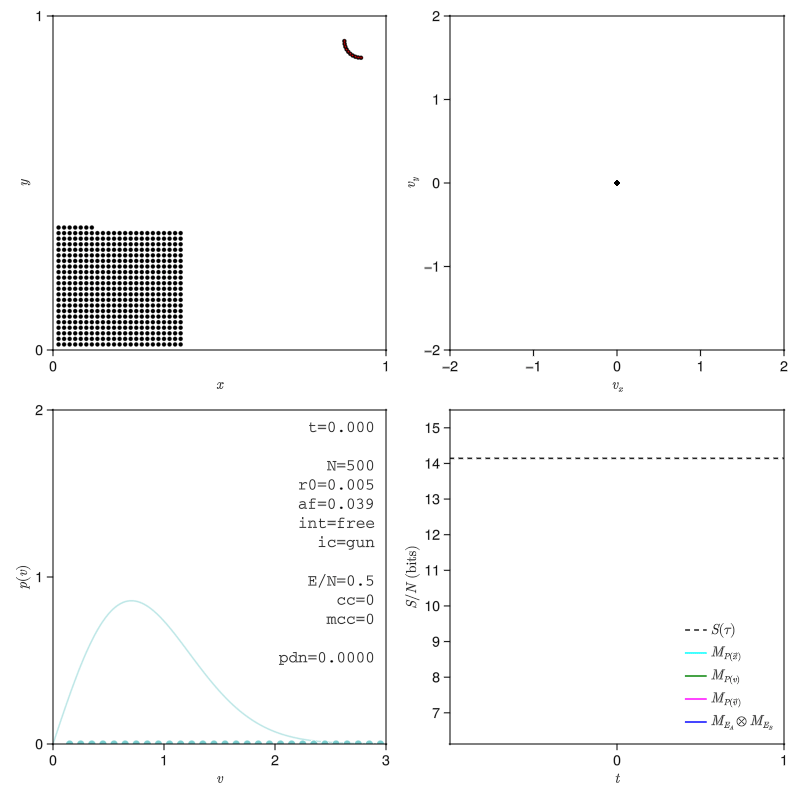 1
y
0
0
1
x
2
1
v_y
0
−1
−2
−2
−1
0
1
2
v_x
2
t=0.000
N=500
r0=0.005
af=0.039
int=free
ic=gun
p(v)
1
E/N=0.5
cc=0
mcc=0
pdn=0.0000
0
0
1
2
3
v
15
14
13
12
11
S/N (bits)
10
9
8
7
S(τ)
M_{P(x⃗)}
M_{P(v)}
M_{P(v⃗)}
M_{E_A} ⊗ M_{E_B}
0
1
t